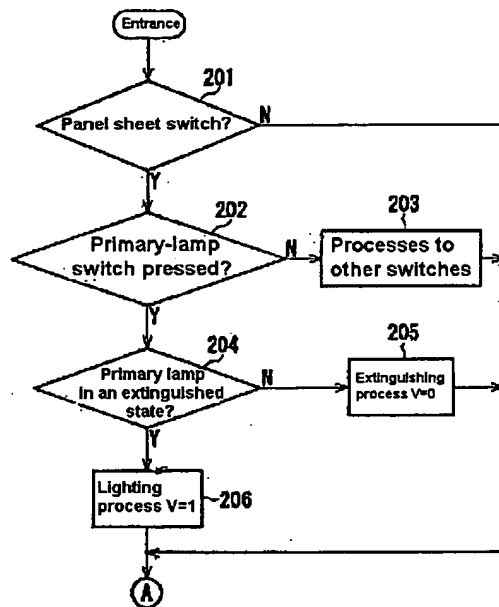 Entrance
201
Panel sheet switch?
N
Y
202
Primary-lamp
switch pressed?
N
203
Processes to
other switches
Y
204
Primary lamp
in an extinguished
state?
N
205
Extinguishing
process V=0
Y
Lighting
process V=1
206
A